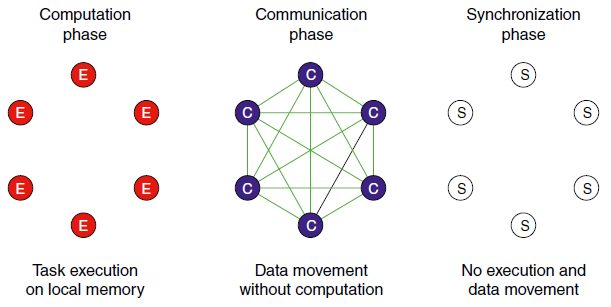 Computation
phase
Communication
phase
Synchronization
phase
E
E
E
E
E
E
C
C
C
C
C
C
S
S
S
S
S
S
Task execution
on local memory
Data movement
without computation
No execution and
data movement